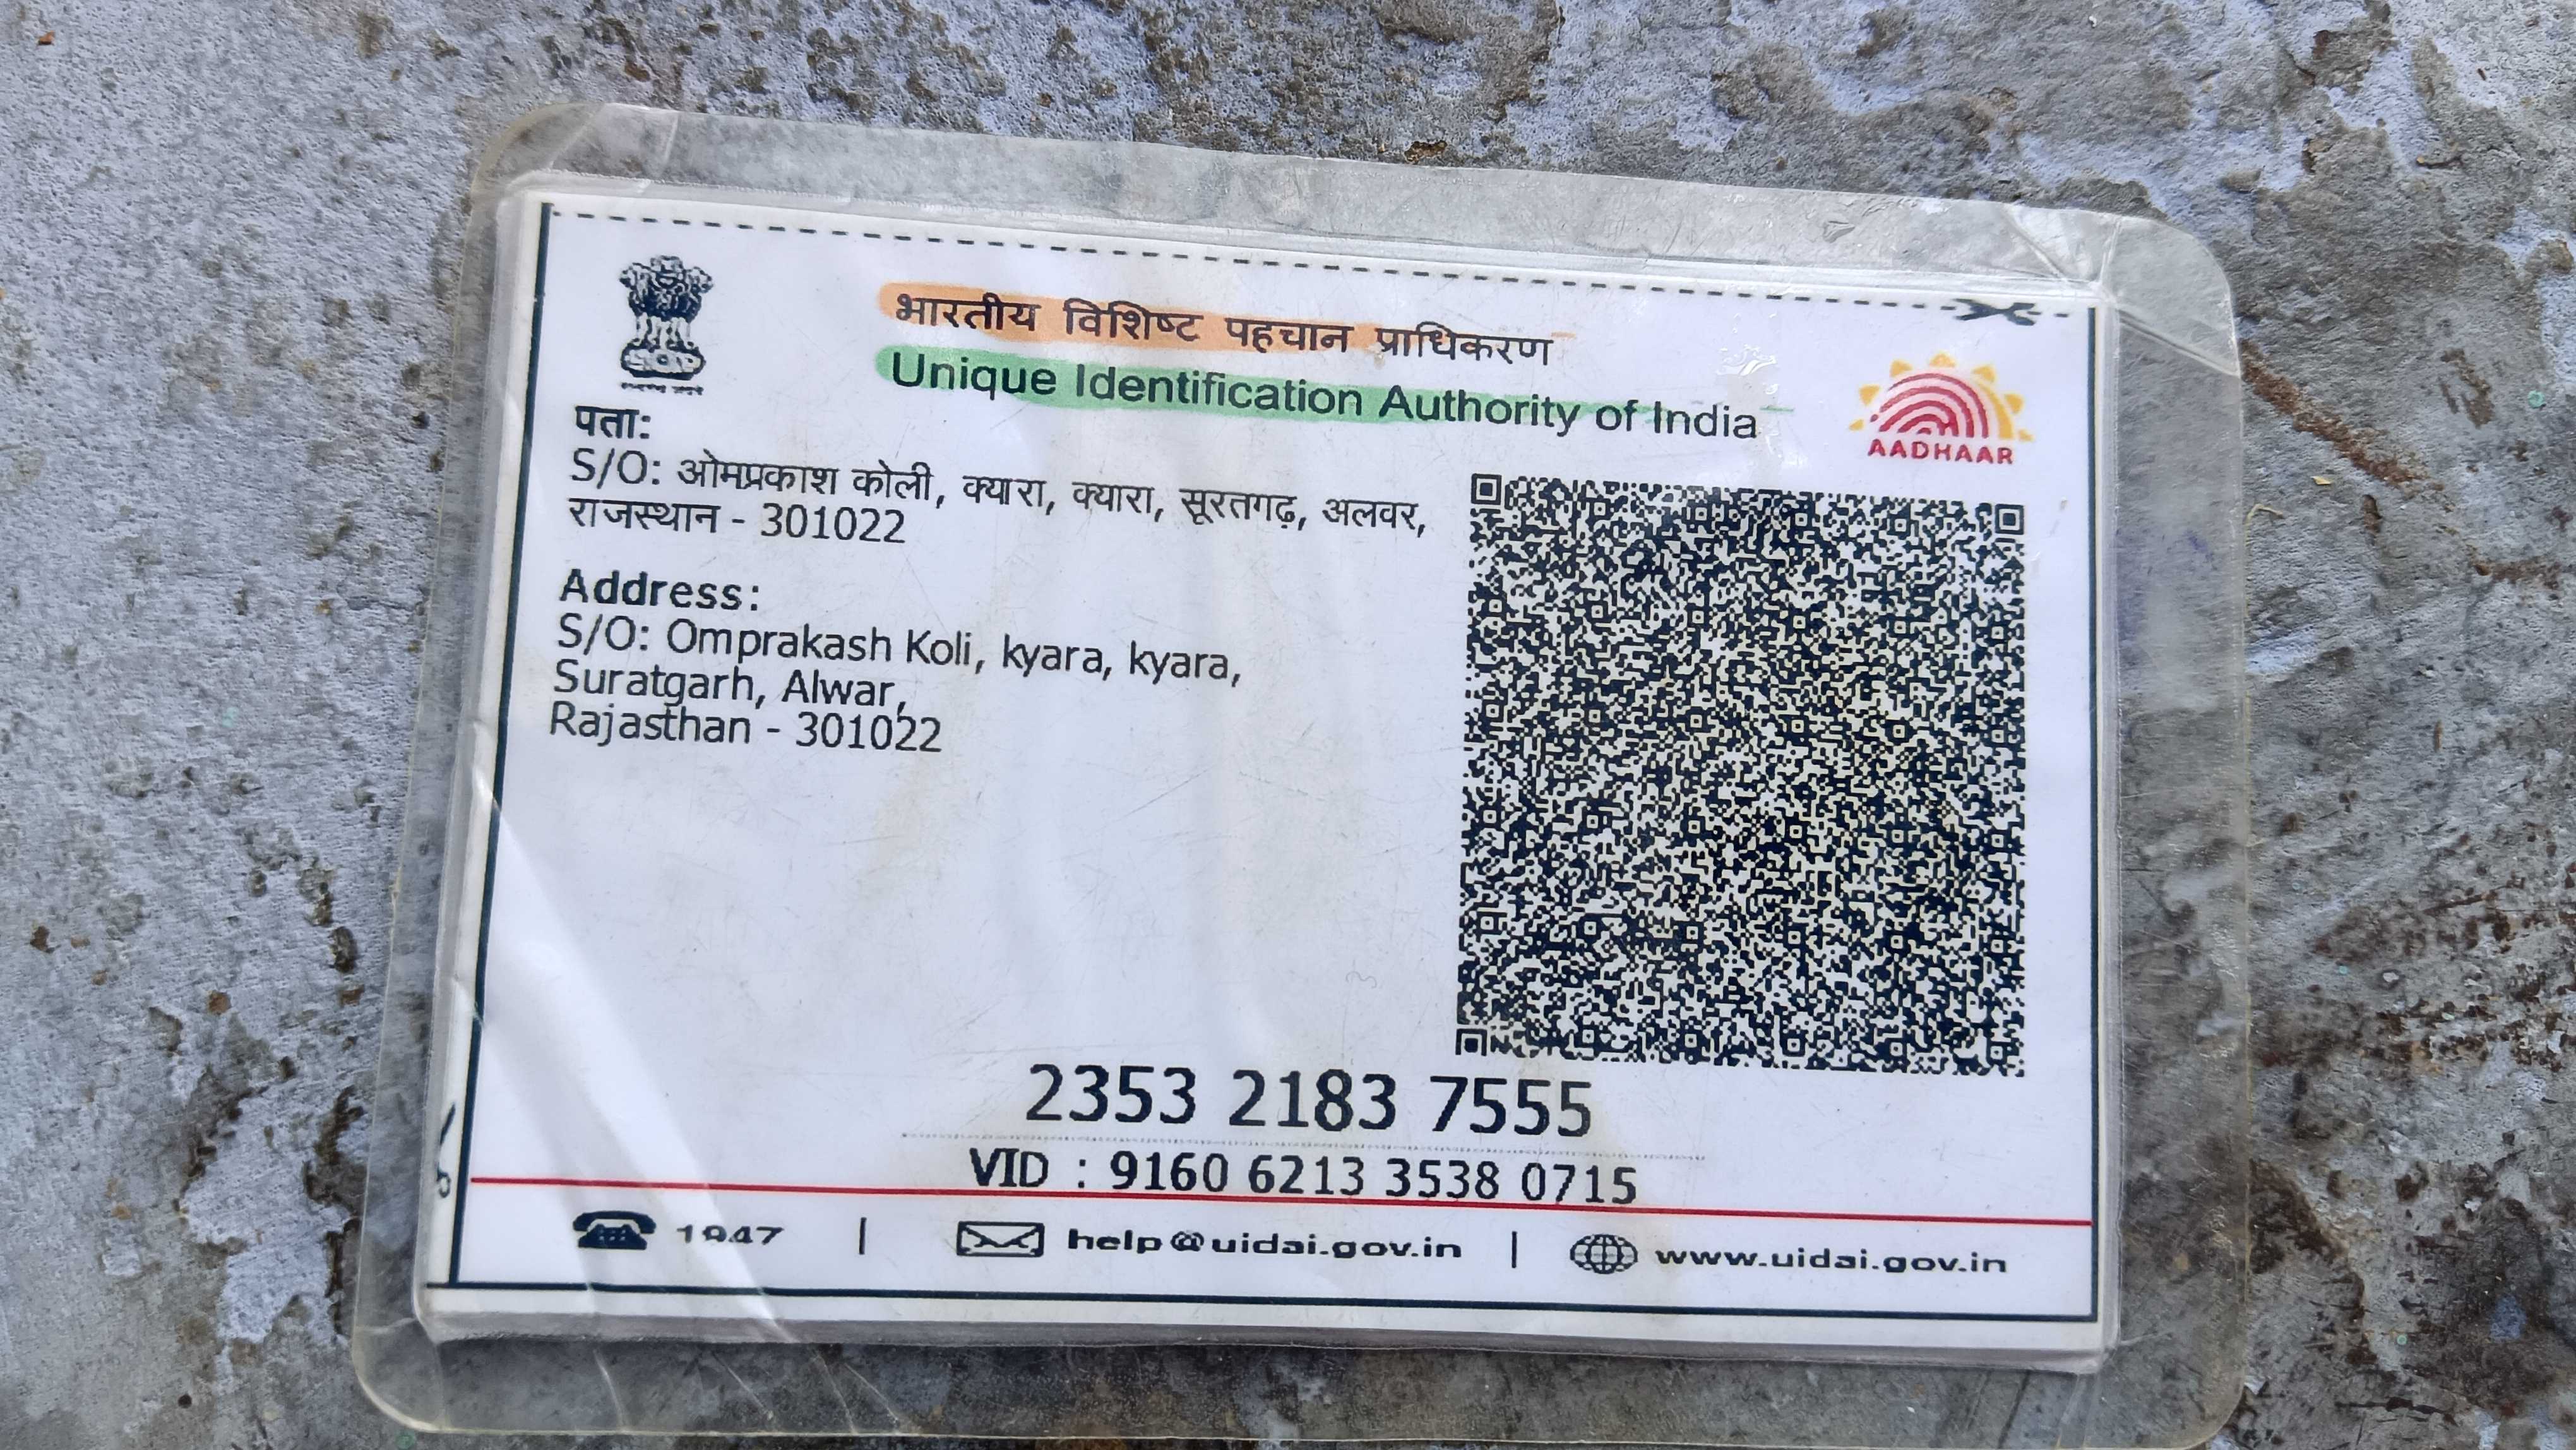 भारतीय विशिष्ट पहचान प्राधिकरण
Unique Identification Authority of India
AADHAAR
पता:
S/O: ओमप्रकाश कोली, क्यारा, क्यारा, सूरतगढ़, अलवर,
राजस्थान - 301022
Address:
S/O: Omprakash Koli, kyara, kyara,
Suratgarh, Alwar,
Rajasthan - 301022
2353 2183 7555
VID : 9160 6213 3538 0715
1947 | help@uidai.gov.in | www.uidai.gov.in